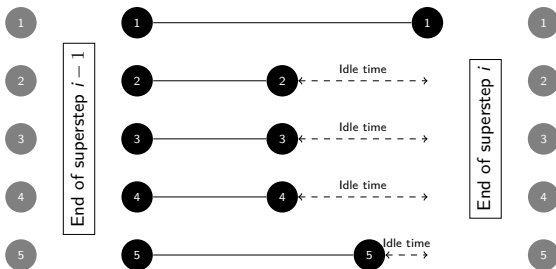 1 1 1 1
2 2 2 Idle time 2
3 3 3 Idle time 3
4 4 4 Idle time 4
5 5 5 Idle time 5
End of superstep i − 1
End of superstep i